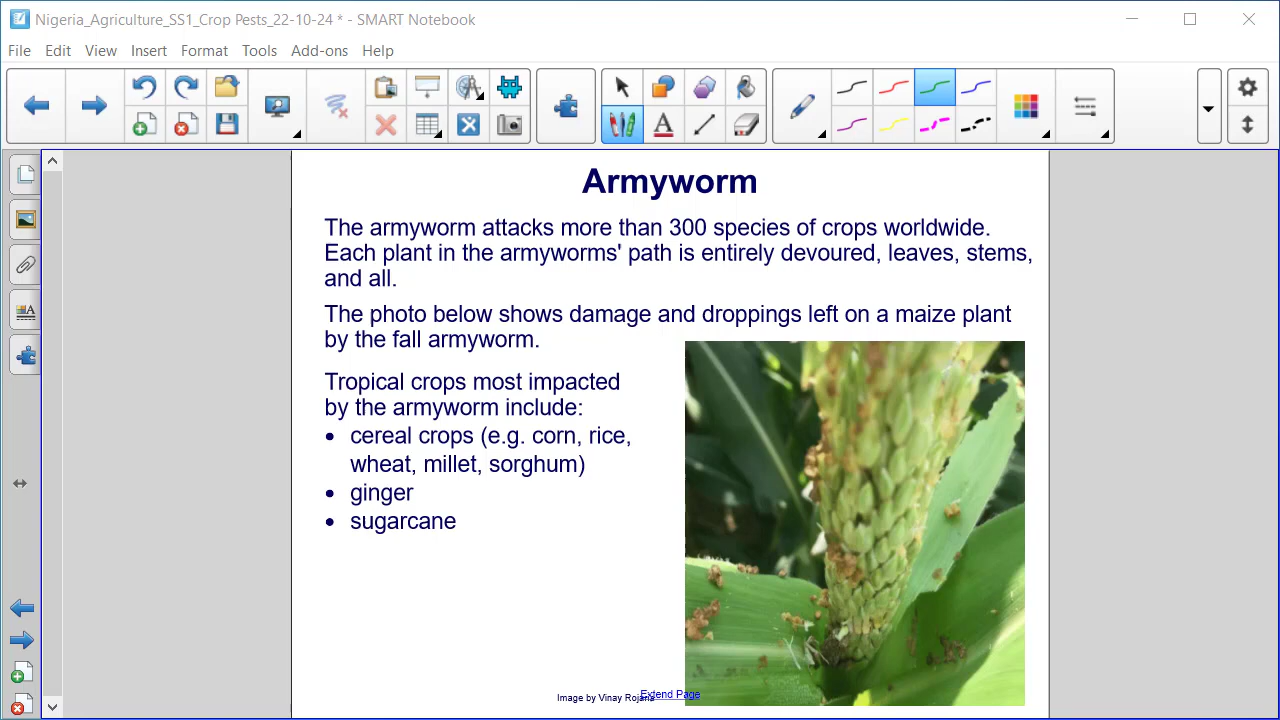 Nigeria_Agriculture_SS1_Crop Pests_22-10-24 * - SMART Notebook
File Edit View Insert Format Tools Add-ons Help
Armyworm
The armyworm attacks more than 300 species of crops worldwide.
Each plant in the armyworms' path is entirely devoured, leaves, stems,
and all.
The photo below shows damage and droppings left on a maize plant
by the fall armyworm.
Tropical crops most impacted
by the armyworm include:
• cereal crops (e.g. corn, rice,
wheat, millet, sorghum)
• ginger
• sugarcane
Image by Vinay
Extend Page